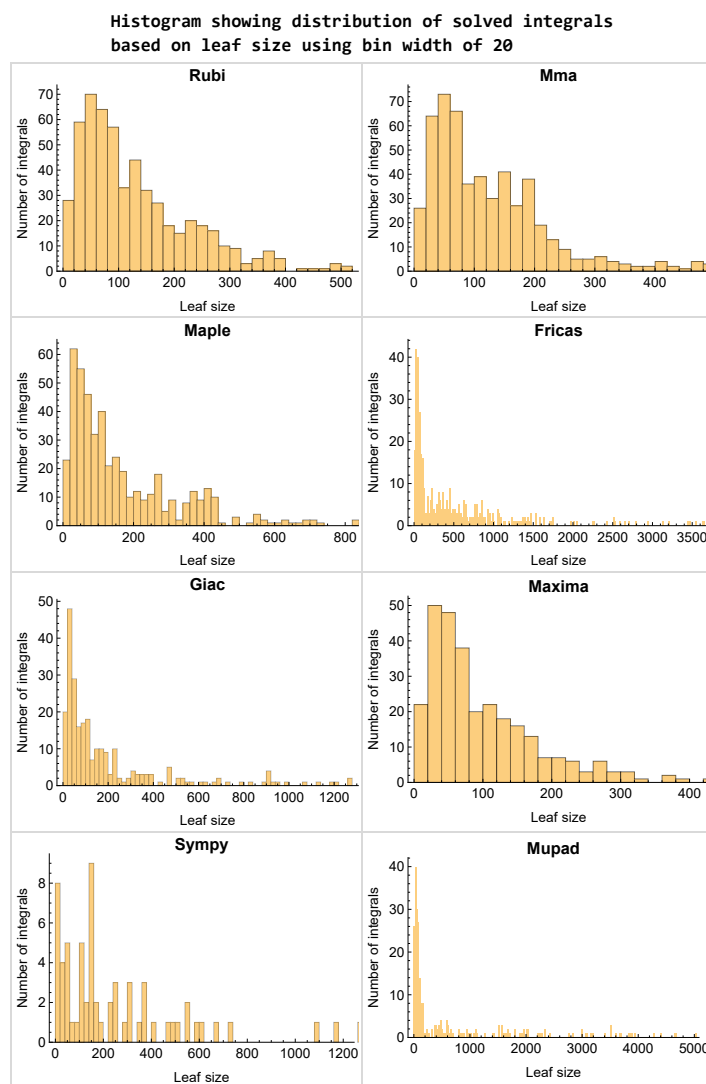 Histogram showing distribution of solved integrals
based on leaf size using bin width of 20
Rubi
Number of integrals
70
60
50
40
30
20
10
0
0 100 200 300 400 500
Leaf size
Mma
Number of integrals
70
60
50
40
30
20
10
0
0 100 200 300 400
Leaf size
Maple
Number of integrals
60
50
40
30
20
10
0
0 200 400 600 800
Leaf size
Fricas
Number of integrals
40
30
20
10
0
0 500 1000 1500 2000 2500 3000 3500
Leaf size
Giac
Number of integrals
50
40
30
20
10
0
0 200 400 600 800 1000 1200
Leaf size
Maxima
Number of integrals
50
40
30
20
10
0
0 100 200 300 400
Leaf size
Sympy
Number of integrals
8
6
4
2
0
0 200 400 600 800 1000 1200
Leaf size
Mupad
Number of integrals
40
30
20
10
0
0 1000 2000 3000 4000 5000
Leaf size